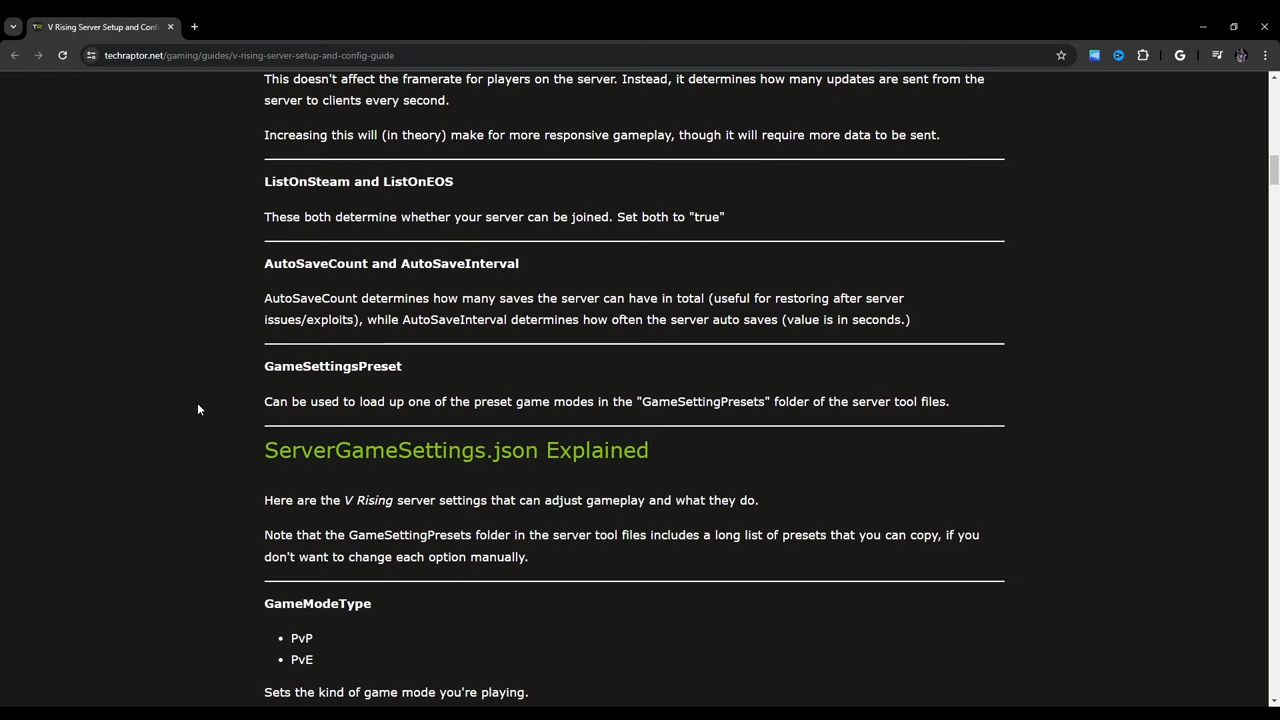 V Rising Server Setup and Conf
techraptor.net/gaming/guides/v-rising-server-setup-and-config-guide
This doesn't affect the framerate for players on the server. Instead, it determines how many updates are sent from the
server to clients every second.
Increasing this will (in theory) make for more responsive gameplay, though it will require more data to be sent.
ListOnSteam and ListOnEOS
These both determine whether your server can be joined. Set both to "true"
AutoSaveCount and AutoSaveInterval
AutoSaveCount determines how many saves the server can have in total (useful for restoring after server
issues/exploits), while AutoSaveInterval determines how often the server auto saves (value is in seconds.)
GameSettingsPreset
Can be used to load up one of the preset game modes in the "GameSettingPresets" folder of the server tool files.
ServerGameSettings.json Explained
Here are the V Rising server settings that can adjust gameplay and what they do.
Note that the GameSettingPresets folder in the server tool files includes a long list of presets that you can copy, if you
don't want to change each option manually.
GameModeType
• PvP
• PvE
Sets the kind of game mode you're playing.